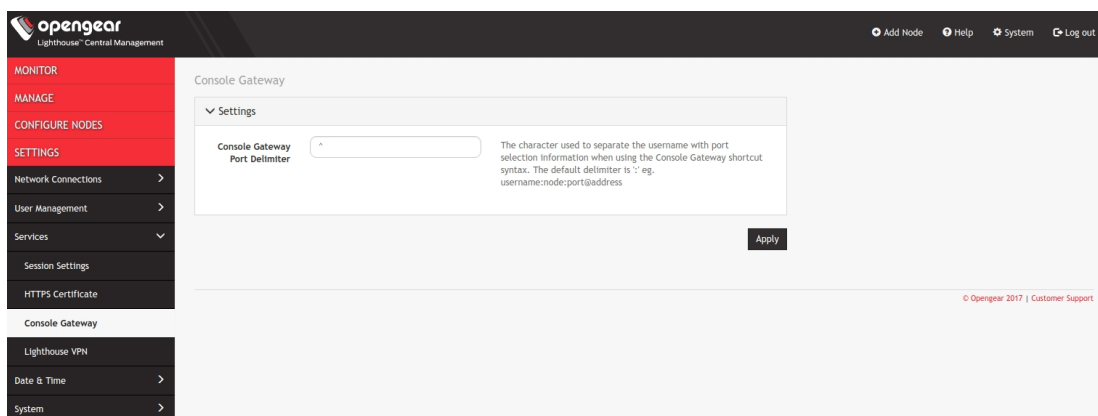 opengear
Lighthouse™ Central Management
Add Node
Help
System
Log out
MONITOR
MANAGE
CONFIGURE NODES
SETTINGS
Network Connections
User Management
Services
Session Settings
HTTPS Certificate
Console Gateway
Lighthouse VPN
Date & Time
System
Console Gateway
Settings
Console Gateway
Port Delimiter
^
The character used to separate the username with port
selection information when using the Console Gateway shortcut
syntax. The default delimiter is ':' eg.
username:node:port@address
Apply
© Opengear 2017 | Customer Support